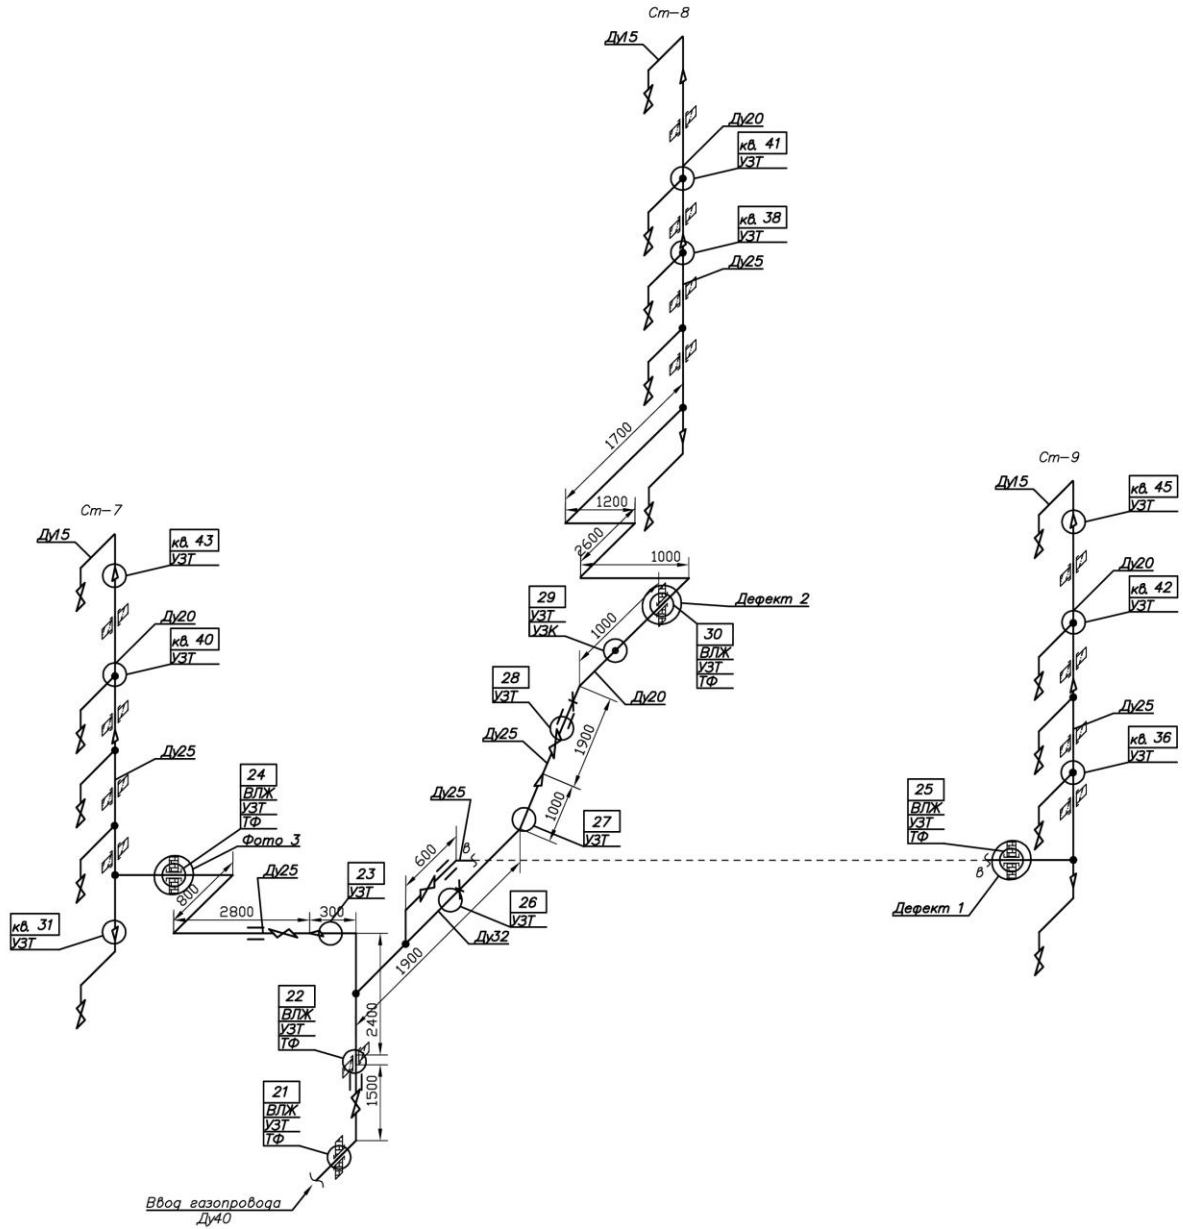 Ст-8
Ду15
Ду20
кв. 41
УЗТ
кв. 38
УЗТ
Ду25
1700
1200
2600
1000
Ст-7
Ду15
кв. 43
УЗТ
Ду20
кв. 40
УЗТ
Ду25
24
ВЛЖ
УЗТ
ТФ
Фото 3
800
Ду25
2800
300
23
УЗТ
кв. 31
УЗТ
29
УЗТ
УЗК
1000
Дефект 2
30
ВЛЖ
УЗТ
ТФ
28
УЗТ
Ду20
Ду25
1900
1000
27
УЗТ
Ду25
в
600
26
УЗТ
Ду32
1900
Ст-9
Ду15
кв. 45
УЗТ
Ду20
кв. 42
УЗТ
Ду25
кв. 36
УЗТ
25
ВЛЖ
УЗТ
ТФ
в
Дефект 1
22
ВЛЖ
УЗТ
ТФ
2400
1500
21
ВЛЖ
УЗТ
ТФ
Ввод газопровода
Ду40